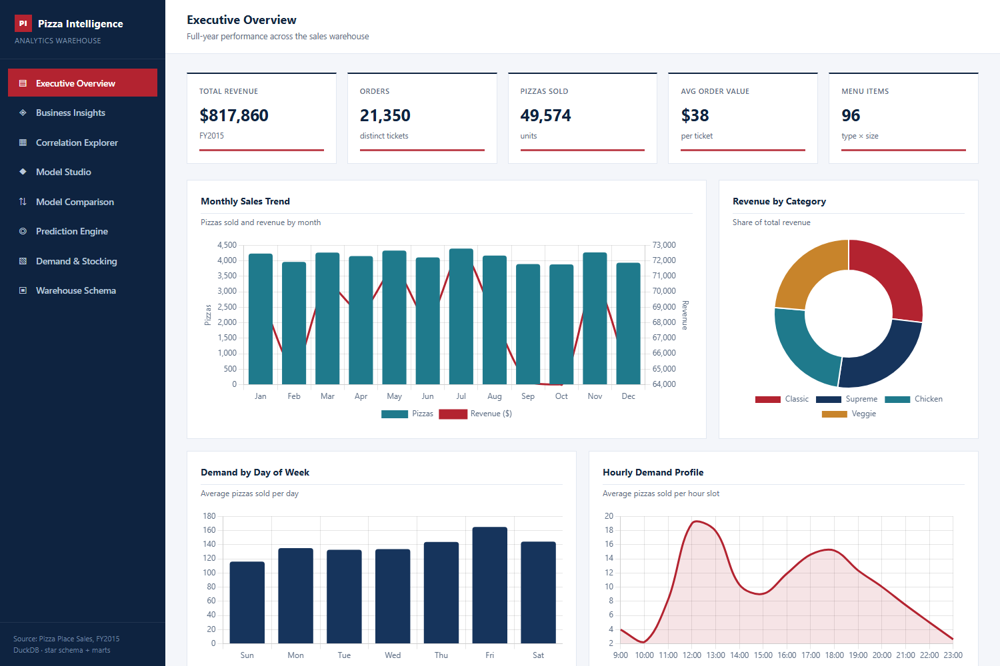 PI Pizza Intelligence
ANALYTICS WAREHOUSE
Executive Overview
Business Insights
Correlation Explorer
Model Studio
Model Comparison
Prediction Engine
Demand & Stocking
Warehouse Schema
Source: Pizza Place Sales, FY2015
DuckDB · star schema + marts
Executive Overview
Full-year performance across the sales warehouse
TOTAL REVENUE
$817,860
FY2015
ORDERS
21,350
distinct tickets
PIZZAS SOLD
49,574
units
AVG ORDER VALUE
$38
per ticket
MENU ITEMS
96
type × size
Monthly Sales Trend
Pizzas sold and revenue by month
Pizzas
4,500
4,000
3,500
3,000
2,500
2,000
1,500
1,000
500
0
73,000
72,000
71,000
70,000
69,000
68,000
67,000
66,000
65,000
64,000
Revenue
Jan Feb Mar Apr May Jun Jul Aug Sep Oct Nov Dec
Pizzas Revenue ($)
Revenue by Category
Share of total revenue
Classic Supreme Chicken
Veggie
Demand by Day of Week
Average pizzas sold per day
180
160
140
120
100
80
60
40
20
0
Sun Mon Tue Wed Thu Fri Sat
Hourly Demand Profile
Average pizzas sold per hour slot
20
18
16
14
12
10
8
6
4
2
9:00 10:00 11:00 12:00 13:00 14:00 15:00 16:00 17:00 18:00 19:00 20:00 21:00 22:00 23:00